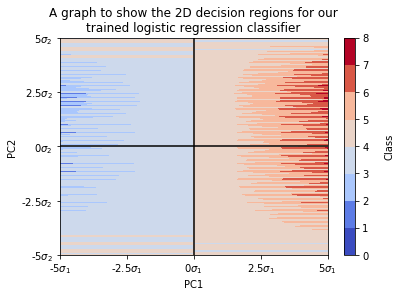 A graph to show the 2D decision regions for our
trained logistic regression classifier
5σ₂
2.5σ₂
0σ₂
-2.5σ₂
-5σ₂
PC2
-5σ₁
-2.5σ₁
0σ₁
2.5σ₁
5σ₁
PC1
8
7
6
5
4
3
2
1
0
Class